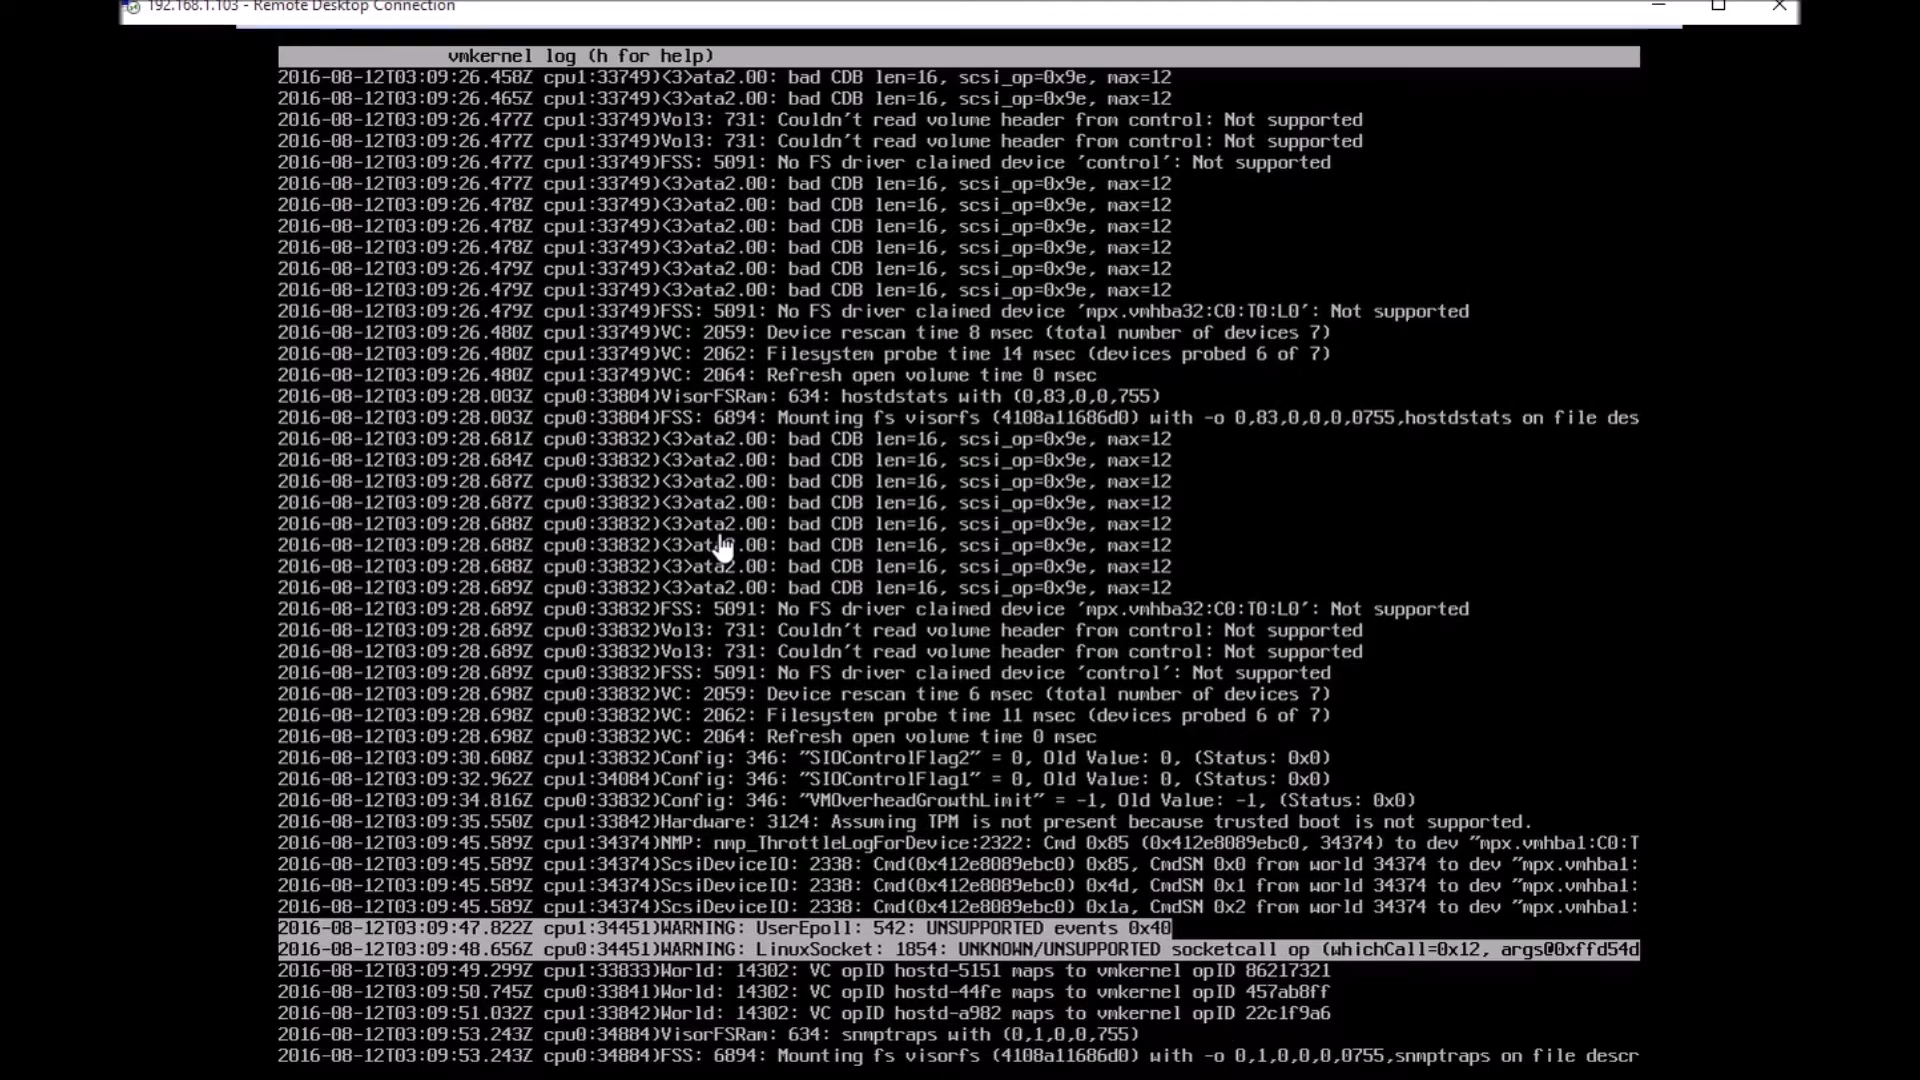 192.168.1.103 - Remote Desktop Connection
vmkernel log (h for help)
2016-08-12T03:09:26.458Z cpu1:33749)<3>ata2.00: bad CDB len=16, scsi_op=0x9e, max=12
2016-08-12T03:09:26.465Z cpu1:33749)<3>ata2.00: bad CDB len=16, scsi_op=0x9e, max=12
2016-08-12T03:09:26.477Z cpu1:33749)Vol3: 731: Couldn't read volume header from control: Not supported
2016-08-12T03:09:26.477Z cpu1:33749)Vol3: 731: Couldn't read volume header from control: Not supported
2016-08-12T03:09:26.477Z cpu1:33749)FSS: 5091: No FS driver claimed device 'control': Not supported
2016-08-12T03:09:26.477Z cpu1:33749)<3>ata2.00: bad CDB len=16, scsi_op=0x9e, max=12
2016-08-12T03:09:26.478Z cpu1:33749)<3>ata2.00: bad CDB len=16, scsi_op=0x9e, max=12
2016-08-12T03:09:26.478Z cpu1:33749)<3>ata2.00: bad CDB len=16, scsi_op=0x9e, max=12
2016-08-12T03:09:26.478Z cpu1:33749)<3>ata2.00: bad CDB len=16, scsi_op=0x9e, max=12
2016-08-12T03:09:26.479Z cpu1:33749)<3>ata2.00: bad CDB len=16, scsi_op=0x9e, max=12
2016-08-12T03:09:26.479Z cpu1:33749)<3>ata2.00: bad CDB len=16, scsi_op=0x9e, max=12
2016-08-12T03:09:26.479Z cpu1:33749)FSS: 5091: No FS driver claimed device 'mpx.vmhba32:C0:T0:L0': Not supported
2016-08-12T03:09:26.480Z cpu1:33749)VC: 2059: Device rescan time 8 msec (total number of devices 7)
2016-08-12T03:09:26.480Z cpu1:33749)VC: 2062: Filesystem probe time 14 msec (devices probed 6 of 7)
2016-08-12T03:09:26.480Z cpu1:33749)VC: 2064: Refresh open volume time 0 msec
2016-08-12T03:09:28.003Z cpu0:33804)VisorFSRam: 634: hostdstats with (0,83,0,0,755)
2016-08-12T03:09:28.003Z cpu0:33804)FSS: 6894: Mounting fs visorfs (4108a11686d0) with -o 0,83,0,0,0,0755,hostdstats on file des
2016-08-12T03:09:28.681Z cpu0:33832)<3>ata2.00: bad CDB len=16, scsi_op=0x9e, max=12
2016-08-12T03:09:28.684Z cpu0:33832)<3>ata2.00: bad CDB len=16, scsi_op=0x9e, max=12
2016-08-12T03:09:28.687Z cpu0:33832)<3>ata2.00: bad CDB len=16, scsi_op=0x9e, max=12
2016-08-12T03:09:28.687Z cpu0:33832)<3>ata2.00: bad CDB len=16, scsi_op=0x9e, max=12
2016-08-12T03:09:28.688Z cpu0:33832)<3>ata2.00: bad CDB len=16, scsi_op=0x9e, max=12
2016-08-12T03:09:28.688Z cpu0:33832)<3>ata2.00: bad CDB len=16, scsi_op=0x9e, max=12
2016-08-12T03:09:28.688Z cpu0:33832)<3>ata2.00: bad CDB len=16, scsi_op=0x9e, max=12
2016-08-12T03:09:28.689Z cpu0:33832)<3>ata2.00: bad CDB len=16, scsi_op=0x9e, max=12
2016-08-12T03:09:28.689Z cpu0:33832)FSS: 5091: No FS driver claimed device 'mpx.vmhba32:C0:T0:L0': Not supported
2016-08-12T03:09:28.689Z cpu0:33832)Vol3: 731: Couldn't read volume header from control: Not supported
2016-08-12T03:09:28.689Z cpu0:33832)Vol3: 731: Couldn't read volume header from control: Not supported
2016-08-12T03:09:28.689Z cpu0:33832)FSS: 5091: No FS driver claimed device 'control': Not supported
2016-08-12T03:09:28.698Z cpu0:33832)VC: 2059: Device rescan time 6 msec (total number of devices 7)
2016-08-12T03:09:28.698Z cpu0:33832)VC: 2062: Filesystem probe time 11 msec (devices probed 6 of 7)
2016-08-12T03:09:28.698Z cpu0:33832)VC: 2064: Refresh open volume time 0 msec
2016-08-12T03:09:30.608Z cpu1:33832)Config: 346: "SIOControlFlag2" = 0, Old Value: 0, (Status: 0x0)
2016-08-12T03:09:32.962Z cpu1:34084)Config: 346: "SIOControlFlag1" = 0, Old Value: 0, (Status: 0x0)
2016-08-12T03:09:34.816Z cpu1:33832)Config: 346: "VMOverheadGrowthLimit" = -1, Old Value: -1, (Status: 0x0)
2016-08-12T03:09:35.550Z cpu1:33842)Hardware: 3124: Assuming TPM is not present because trusted boot is not supported.
2016-08-12T03:09:45.589Z cpu1:34374)NMP: nmp_ThrottleLogForDevice:2322: Cmd 0x85 (0x412e8089ebc0, 34374) to dev "mpx.vmhba1:C0:T
2016-08-12T03:09:45.589Z cpu1:34374)ScsiDeviceIO: 2338: Cmd(0x412e8089ebc0) 0x85, CmdSN 0x0 from world 34374 to dev "mpx.vmhba1:
2016-08-12T03:09:45.589Z cpu1:34374)ScsiDeviceIO: 2338: Cmd(0x412e8089ebc0) 0x4d, CmdSN 0x1 from world 34374 to dev "mpx.vmhba1:
2016-08-12T03:09:45.589Z cpu1:34374)ScsiDeviceIO: 2338: Cmd(0x412e8089ebc0) 0x1a, CmdSN 0x2 from world 34374 to dev "mpx.vmhba1:
2016-08-12T03:09:47.822Z cpu1:34451)WARNING: UserEpoll: 542: UNSUPPORTED events 0x40
2016-08-12T03:09:48.656Z cpu1:34451)WARNING: LinuxSocket: 1854: UNKNOWN/UNSUPPORTED socketcall op (whichCall=0x12, args@0xffd54d
2016-08-12T03:09:49.299Z cpu1:33833)World: 14302: VC opID hostd-5151 maps to vmkernel opID 86217321
2016-08-12T03:09:50.745Z cpu0:33841)World: 14302: VC opID hostd-44fe maps to vmkernel opID 457ab8ff
2016-08-12T03:09:51.032Z cpu1:33842)World: 14302: VC opID hostd-a982 maps to vmkernel opID 22c1f9a6
2016-08-12T03:09:53.243Z cpu0:34884)VisorFSRam: 634: snmptraps with (0,1,0,0,755)
2016-08-12T03:09:53.243Z cpu0:34884)FSS: 6894: Mounting fs visorfs (4108a11686d0) with -o 0,1,0,0,0,0755,snmptraps on file descr